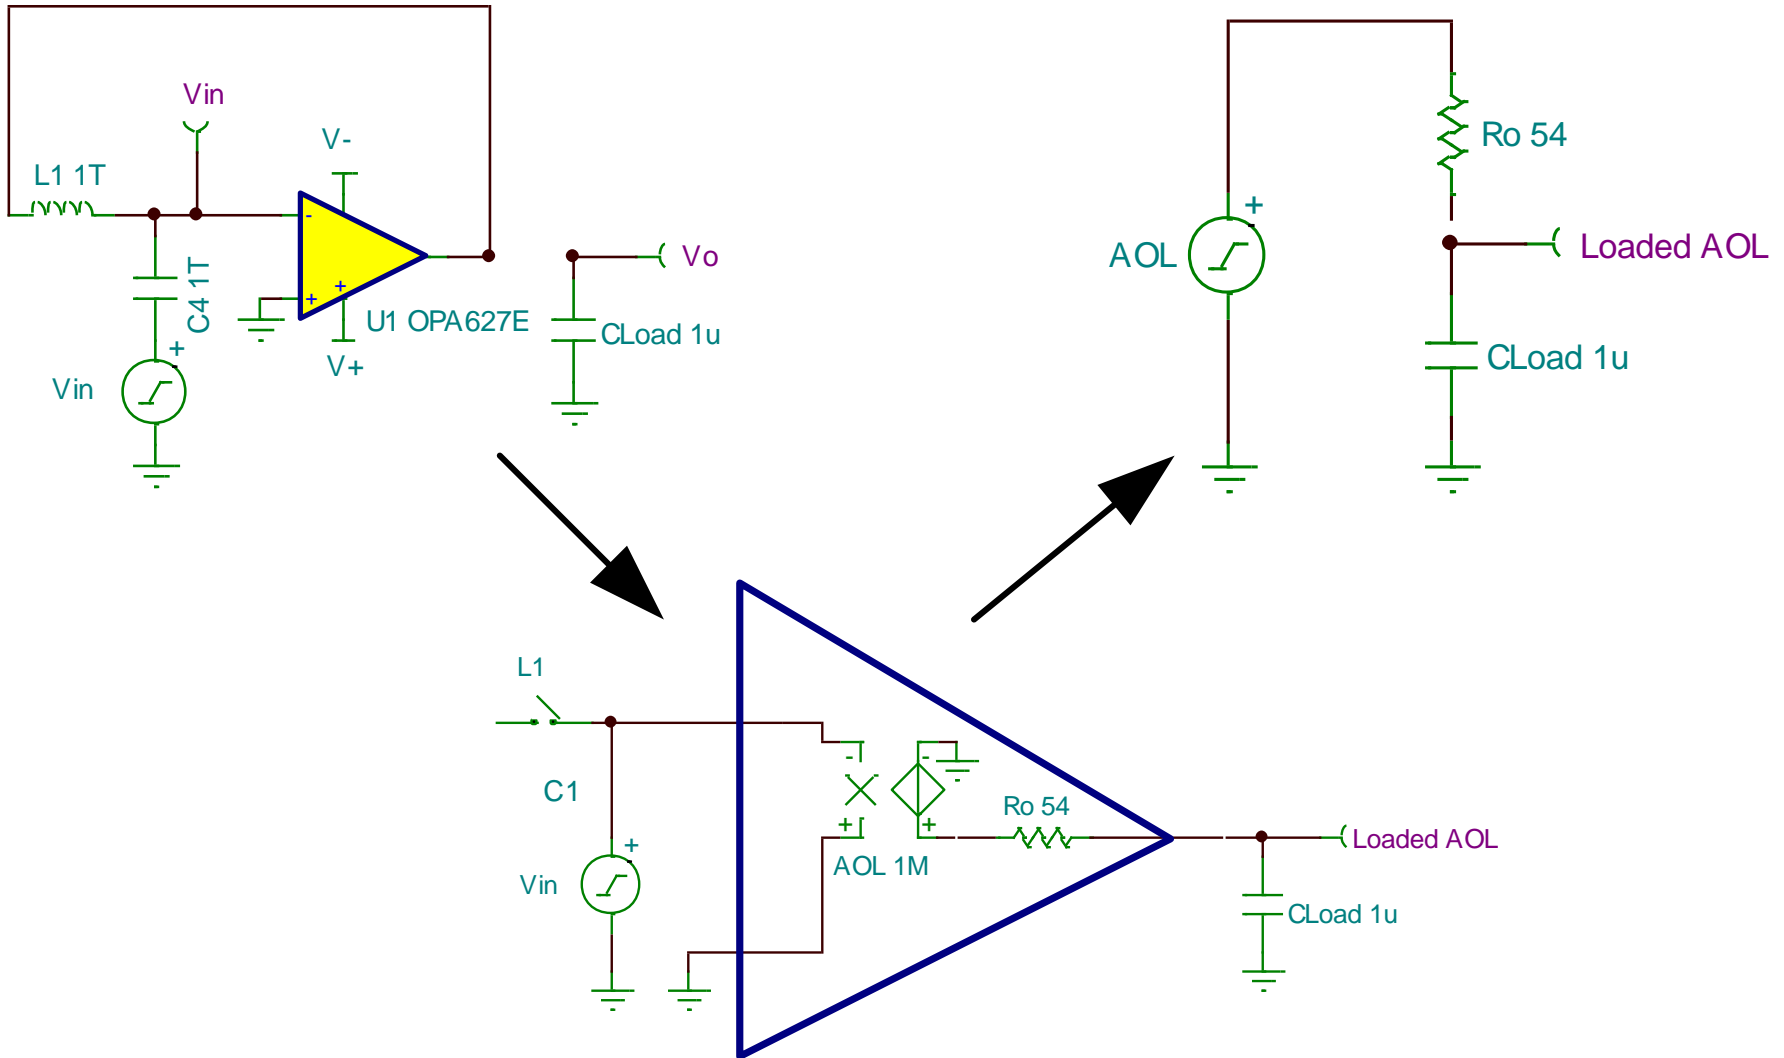 Vin
V-
L1 1T
-
+
+
C4 1T
U1 OPA627E
V+
+
Vin
Vo
CLoad 1u
+
AOL
Ro 54
Loaded AOL
CLoad 1u
L1
C1
+
Vin
-
-
+
+
AOL 1M
Ro 54
Loaded AOL
CLoad 1u